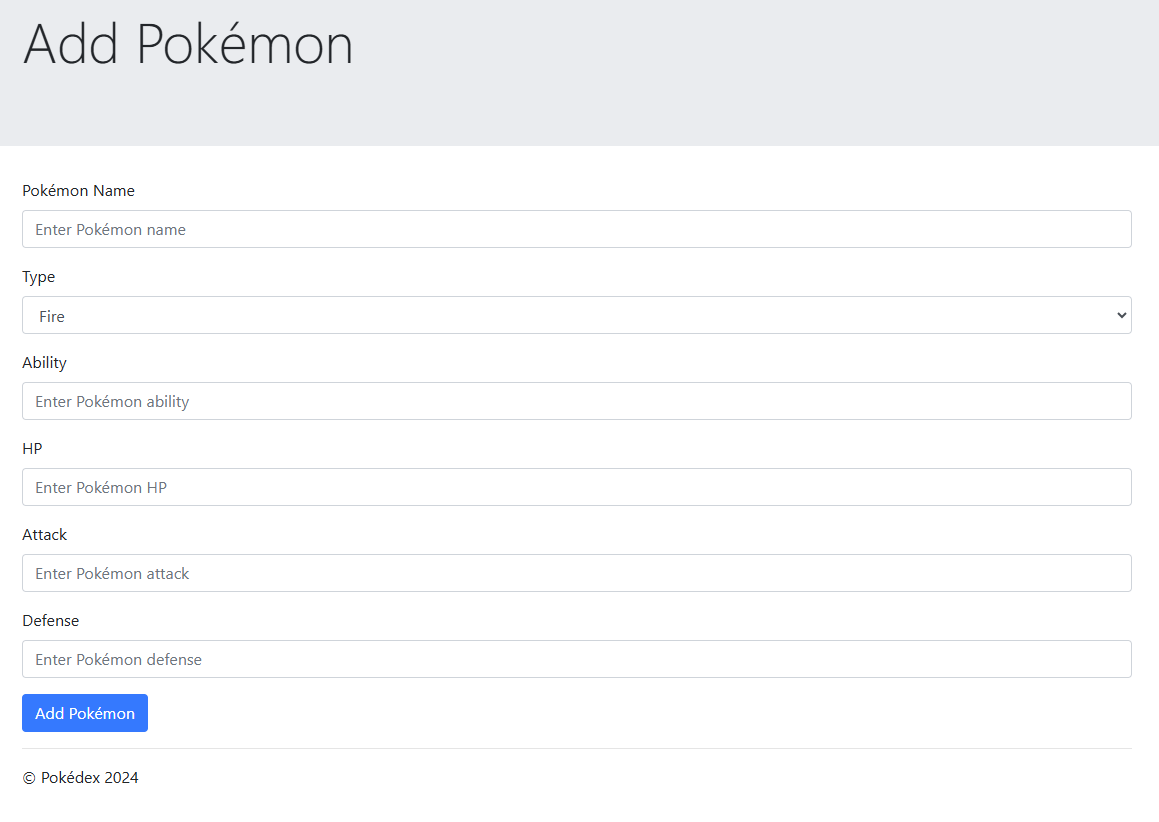 Add Pokémon
Pokémon Name
Enter Pokémon name
Type
Fire
Ability
Enter Pokémon ability
HP
Enter Pokémon HP
Attack
Enter Pokémon attack
Defense
Enter Pokémon defense
Add Pokémon
© Pokédex 2024